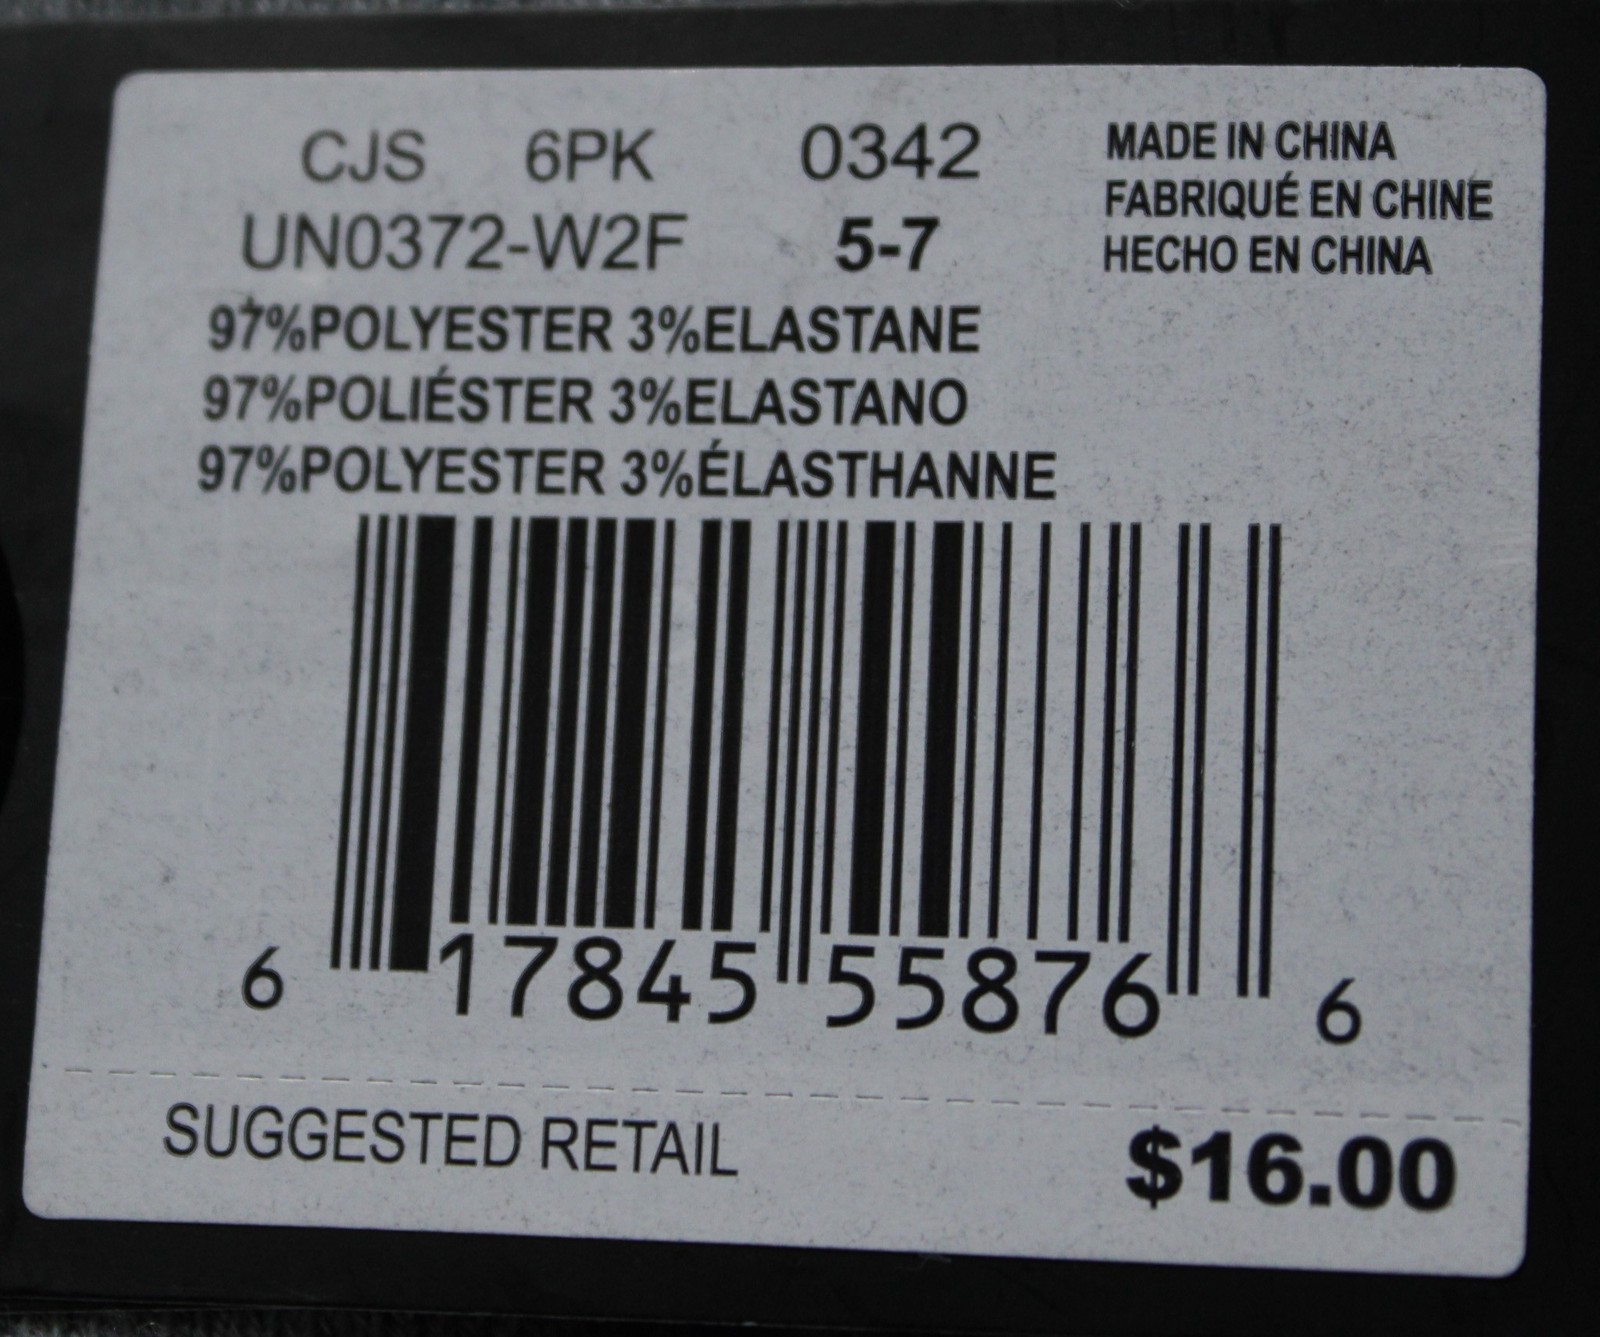 CJS 6PK 0342
UN0372-W2F 5-7
MADE IN CHINA
FABRIQUÉ EN CHINE
HECHO EN CHINA
97%POLYESTER 3%ELASTANE
97%POLIÉSTER 3%ELASTANO
97%POLYESTER 3%ÉLASTHANNE
6 17845 55876 6
SUGGESTED RETAIL $16.00